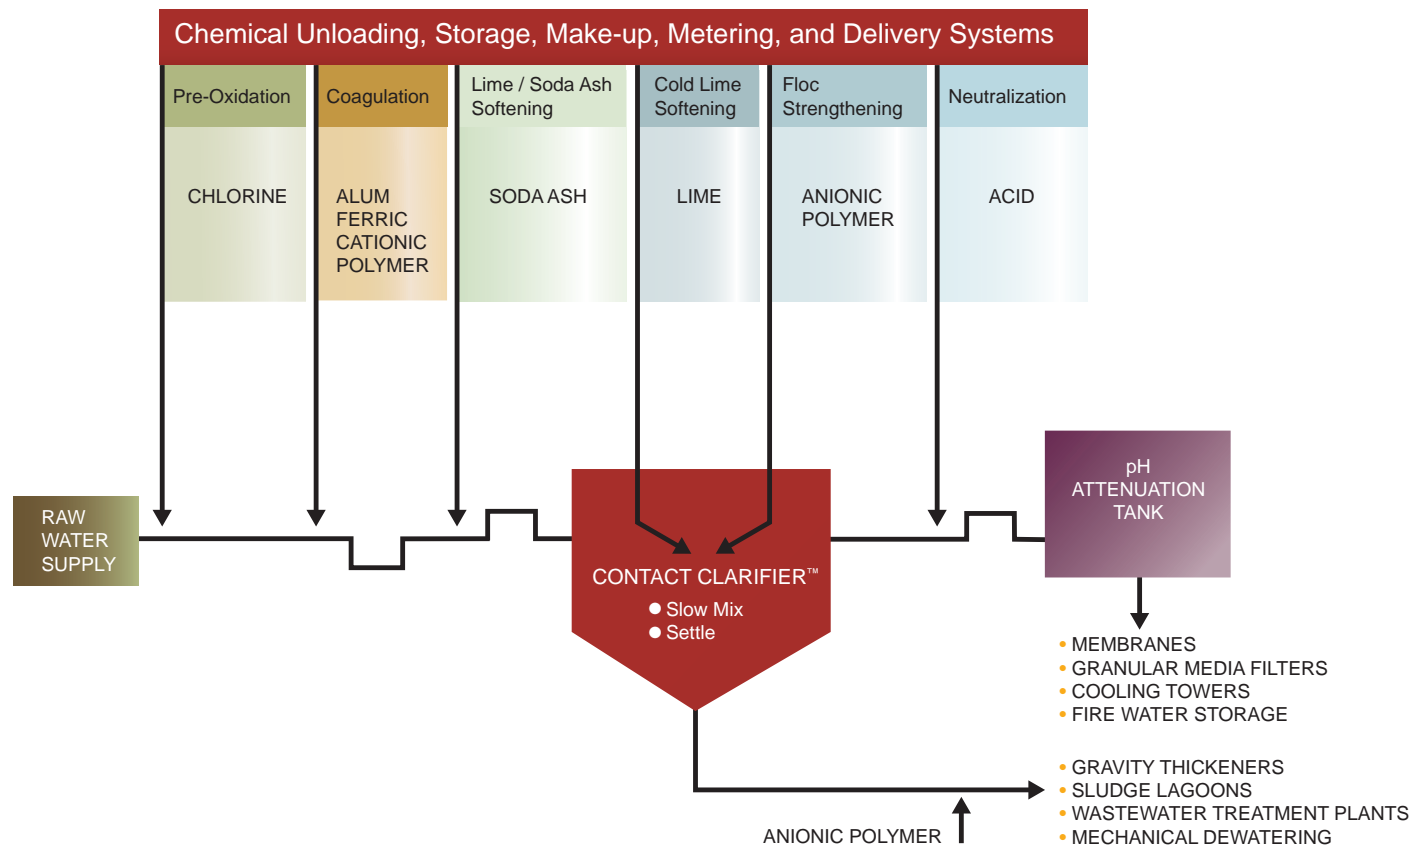 Chemical Unloading, Storage, Make-up, Metering, and Delivery Systems
Pre-Oxidation
Coagulation
Lime / Soda Ash
Softening
Cold Lime
Softening
Floc
Strengthening
Neutralization
CHLORINE
ALUM
FERRIC
CATIONIC
POLYMER
SODA ASH
LIME
ANIONIC
POLYMER
ACID
RAW
WATER
SUPPLY
CONTACT CLARIFIER™
● Slow Mix
● Settle
pH
ATTENUATION
TANK
• MEMBRANES
• GRANULAR MEDIA FILTERS
• COOLING TOWERS
• FIRE WATER STORAGE
• GRAVITY THICKENERS
• SLUDGE LAGOONS
• WASTEWATER TREATMENT PLANTS
• MECHANICAL DEWATERING
ANIONIC POLYMER